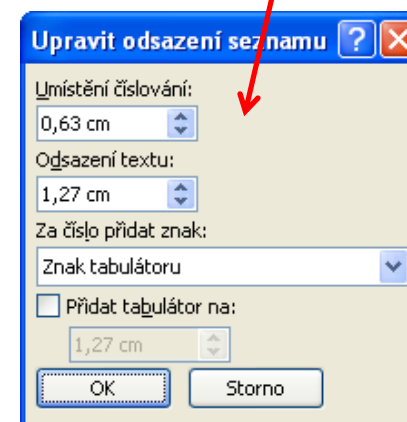 Upravit odsazení seznamu
Umístění číslování:
0,63 cm
Odsazení textu:
1,27 cm
Za číslo přidat znak:
Znak tabulátoru
Přidat tabulátor na:
1,27 cm
OK Storno